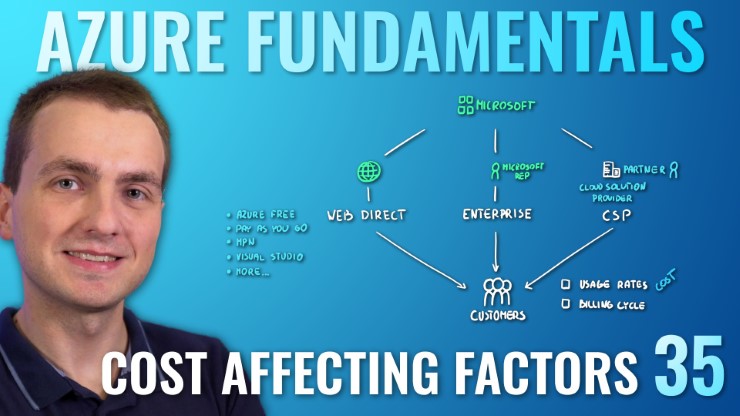 AZURE FUNDAMENTALS
MICROSOFT
MICROSOFT
REP
PARTNER
CLOUD SOLUTION
PROVIDER
WEB DIRECT
ENTERPRISE
CSP
• AZURE FREE
• PAY AS YOU GO
• MPN
• VISUAL STUDIO
• MORE...
USAGE RATES COST
BILLING CYCLE
CUSTOMERS
COST AFFECTING FACTORS 35